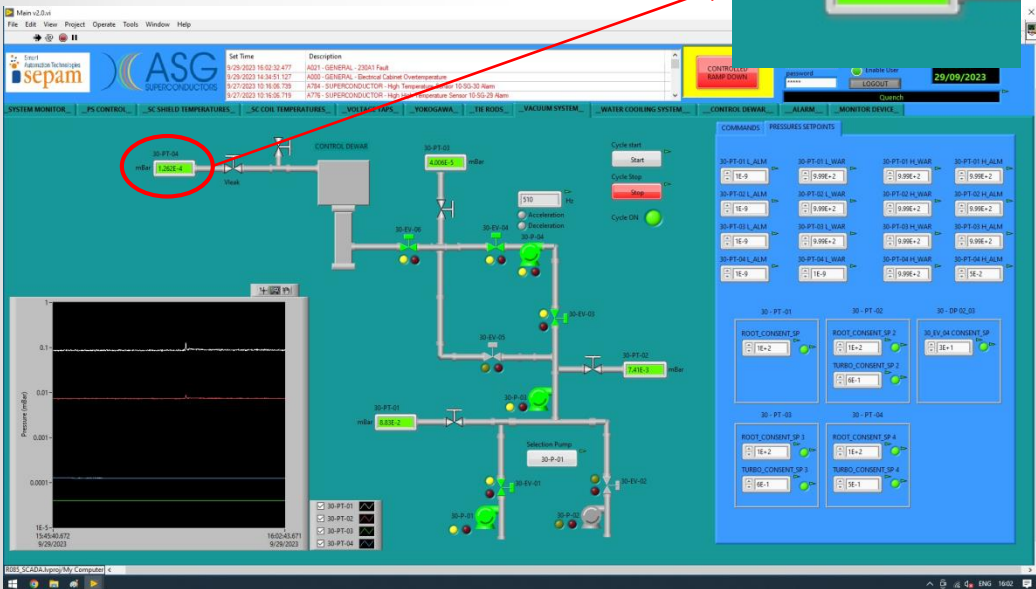 Main v2.0.vi
File Edit View Project Operate Tools Window Help
Smart
Automation Technologies
sepam
ASG
SUPERCONDUCTORS
Set Time Description
9/29/2023 16:02:32.477 A021 - GENERAL - 230A1 Fault
9/29/2023 14:34:51.127 A000 - GENERAL - Electrical Cabinet Overtemperature
9/27/2023 10:16:06.739 A784 - SUPERCONDUCTOR - High Temperature Sensor 10-SG-30 Alarm
9/27/2023 10:16:06.719 A776 - SUPERCONDUCTOR - High High Temperature Sensor 10-SG-29 Alarm
CONTROLLED
RAMP DOWN
password
*****
Enable User
LOGOUT
29/09/2023
Quench
_SYSTEM MONITOR_ _PS CONTROL_ _SC SHIELD TEMPERATURES_ _SC COIL TEMPERATURES_ _VOLTAGE TAPS_ _YOKOGAWA_ _TIE RODS_ _VACUUM SYSTEM_ _WATER COOLING SYSTEM_ _CONTROL DEWAR_ _ALARM_ _MONITOR DEVICE_
30-PT-04
mBar 1.262E-4
Vleak
CONTROL DEWAR
30-PT-03
4.006E-5 mBar
Cycle start
Start
Cycle Stop
Stop
Cycle ON
510 Hz
Acceleration
Deceleration
30-EV-06
30-EV-04
30-P-04
30-EV-03
30-EV-05
30-PT-02
7.41E-3 mBar
30-P-03
30-PT-01
mBar 8.83E-2
Selection Pump
30-P-01
30-EV-01
30-EV-02
30-P-01
30-P-02
COMMANDS PRESSURES SETPOINTS
30-PT-01 L_ALM 30-PT-01 L_WAR 30-PT-01 H_WAR 30-PT-01 H_ALM
1E-9 9.99E+2 9.99E+2 9.99E+2
30-PT-02 L_ALM 30-PT-02 L_WAR 30-PT-02 H_WAR 30-PT-02 H_ALM
1E-9 9.99E+2 9.99E+2 9.99E+2
30-PT-03 L_ALM 30-PT-03 L_WAR 30-PT-03 H_WAR 30-PT-03 H_ALM
1E-9 9.99E+2 9.99E+2 9.99E+2
30-PT-04 L_ALM 30-PT-04 L_WAR 30-PT-04 H_WAR 30-PT-04 H_ALM
1E-9 1E-9 9.99E+2 5E-2
30 - PT -01 30 - PT -02 30 - DP 02_03
ROOT_CONSENT_SP ROOT_CONSENT_SP 2 30_EV_04 CONSENT_SP
1E+2 1E+2 3E+1
TURBO_CONSENT_SP 2
6E-1
30 - PT -03 30 - PT -04
ROOT_CONSENT_SP 3 ROOT_CONSENT_SP 4
1E+2 1E+2
TURBO_CONSENT_SP 3 TURBO_CONSENT_SP 4
6E-1 5E-1
Pressure (mBar)
1
0.1
0.01
0.001
0.0001
1E-5
15:45:40.672 16:02:43.671
9/29/2023 9/29/2023
30-PT-01
30-PT-02
30-PT-03
30-PT-04
R085_SCADA.lvproj/My Computer
ENG 16:02